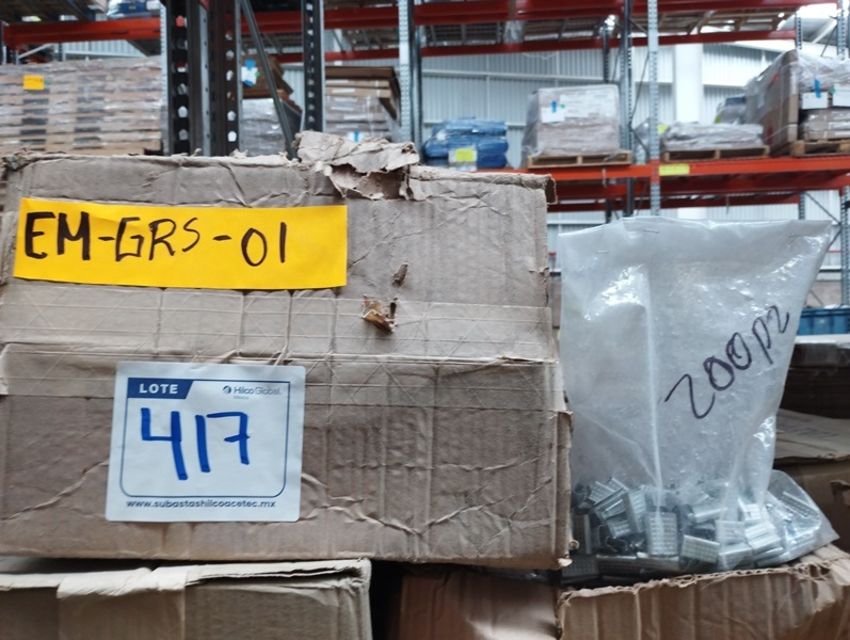 EM-GRS-01
LOTE
Hilco Global
México
417
www.subastashilcoacetec.mx
200pz